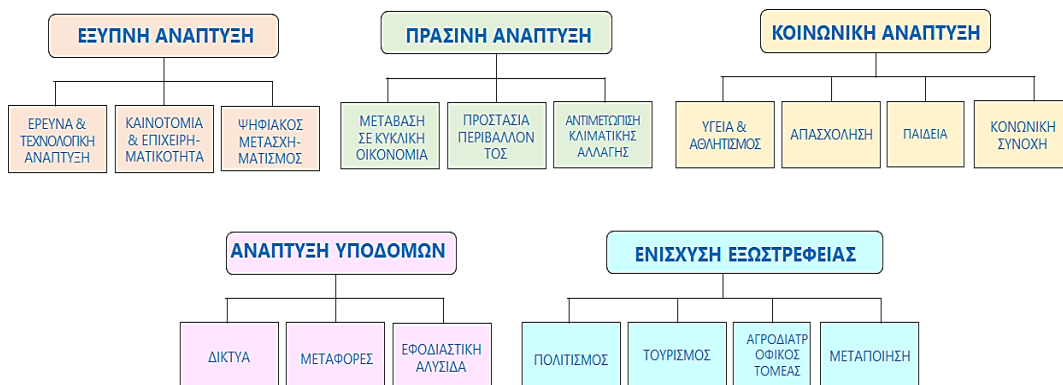 ΕΞΥΠΝΗ ΑΝΑΠΤΥΞΗ
ΕΡΕΥΝΑ &
ΤΕΧΝΟΛΟΓΙΚΗ
ΑΝΑΠΤΥΞΗ
ΚΑΙΝΟΤΟΜΙΑ
& ΕΠΙΧΕΙΡΗ-
ΜΑΤΙΚΟΤΗΤΑ
ΨΗΦΙΑΚΟΣ
ΜΕΤΑΣΧΗ-
ΜΑΤΙΣΜΟΣ
ΠΡΑΣΙΝΗ ΑΝΑΠΤΥΞΗ
ΜΕΤΑΒΑΣΗ
ΣΕ ΚΥΚΛΙΚΗ
ΟΙΚΟΝΟΜΙΑ
ΠΡΟΣΤΑΣΙΑ
ΠΕΡΙΒΑΛΛΟΝ
ΤΟΣ
ΑΝΤΙΜΕΤΩΠΙΣΗ
ΚΛΙΜΑΤΙΚΗΣ
ΑΛΛΑΓΗΣ
ΚΟΙΝΩΝΙΚΗ ΑΝΑΠΤΥΞΗ
ΥΓΕΙΑ &
ΑΘΛΗΤΙΣΜΟΣ
ΑΠΑΣΧΟΛΗΣΗ
ΠΑΙΔΕΙΑ
ΚΟΝΩΝΙΚΗ
ΣΥΝΟΧΗ
ΑΝΑΠΤΥΞΗ ΥΠΟΔΟΜΩΝ
ΔΙΚΤΥΑ
ΜΕΤΑΦΟΡΕΣ
ΕΦΟΔΙΑΣΤΙΚΗ
ΑΛΥΣΙΔΑ
ΕΝΙΣΧΥΣΗ ΕΞΩΣΤΡΕΦΕΙΑΣ
ΠΟΛΙΤΙΣΜΟΣ
ΤΟΥΡΙΣΜΟΣ
ΑΓΡΟΔΙΑΤΡ
ΟΦΙΚΟΣ
ΤΟΜΕΑΣ
ΜΕΤΑΠΟΙΗΣΗ